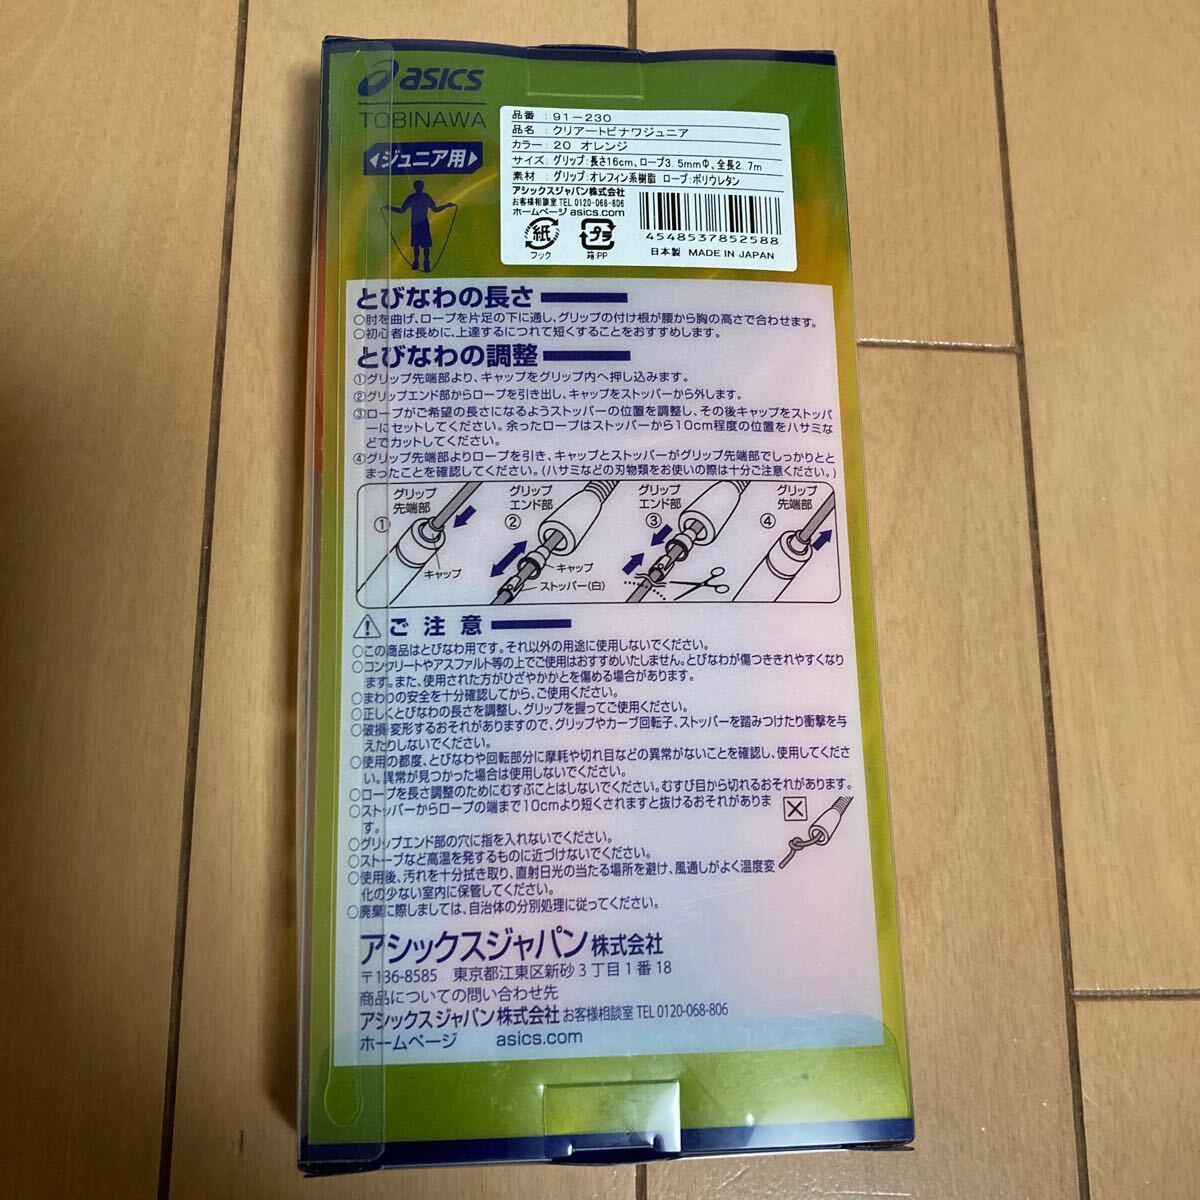 asics
TOBINAWA
ジュニア用
品番 : 91-230
品名 : クリアートビナワジュニア
カラー : 20 オレンジ
サイズ : グリップ:長さ16cm、ロープ3.5mmΦ、全長2.7m
素材 : グリップ:オレフィン系樹脂 ロープ:ポリウレタン
アシックスジャパン株式会社
お客様相談室 TEL 0120-068-806
ホームページ asics.com
紙
フック
プラ
箱:PP
4548537852588
日本製 MADE IN JAPAN
とびなわの長さ
○肘を曲げ、ロープを片足の下に通し、グリップの付け根が腰から胸の高さで合わせます。
○初心者は長めに、上達するにつれて短くすることをおすすめします。
とびなわの調整
①グリップ先端部より、キャップをグリップ内へ押し込みます。
②グリップエンド部からロープを引き出し、キャップをストッパーから外します。
③ロープがご希望の長さになるようストッパーの位置を調整し、その後キャップをストッパ
ーにセットしてください。余ったロープはストッパーから10cm程度の位置をハサミな
どでカットしてください。
④グリップ先端部よりロープを引き、キャップとストッパーがグリップ先端部でしっかりとと
まったことを確認してください。(ハサミなどの刃物類をお使いの際は十分ご注意ください。)
グリップ
先端部
①
キャップ
グリップ
エンド部
②
キャップ
ストッパー(白)
グリップ
エンド部
③
グリップ
先端部
④
ご注意
○この商品はとびなわ用です。それ以外の用途に使用しないでください。
○コンクリートやアスファルト等の上でご使用はおすすめいたしません。とびなわが傷つききれやすくなり
ます。また、使用された方がひざやかかとを傷める場合があります。
○まわりの安全を十分確認してから、ご使用ください。
○正しくとびなわの長さを調整し、グリップを握ってご使用ください。
○破損・変形するおそれがありますので、グリップやカーブ回転子、ストッパーを踏みつけたり衝撃を与
えたりしないでください。
○使用の都度、とびなわや回転部分に摩耗や切れ目などの異常がないことを確認し、使用してくださ
い。異常が見つかった場合は使用しないでください。
○ロープを長さ調整のためにむすぶことはしないでください。むすび目から切れるおそれがあります。
○ストッパーからロープの端まで10cmより短くされますと抜けるおそれがありま
す。
○グリップエンド部の穴に指を入れないでください。
○ストーブなど高温を発するものに近づけないでください。
○使用後、汚れを十分拭き取り、直射日光の当たる場所を避け、風通しがよく温度変
化の少ない室内に保管してください。
○廃棄に際しましては、自治体の分別処理に従ってください。
アシックスジャパン株式会社
〒136-8585 東京都江東区新砂3丁目1番18
商品についての問い合わせ先
アシックスジャパン株式会社 お客様相談室 TEL 0120-068-806
ホームページ asics.com